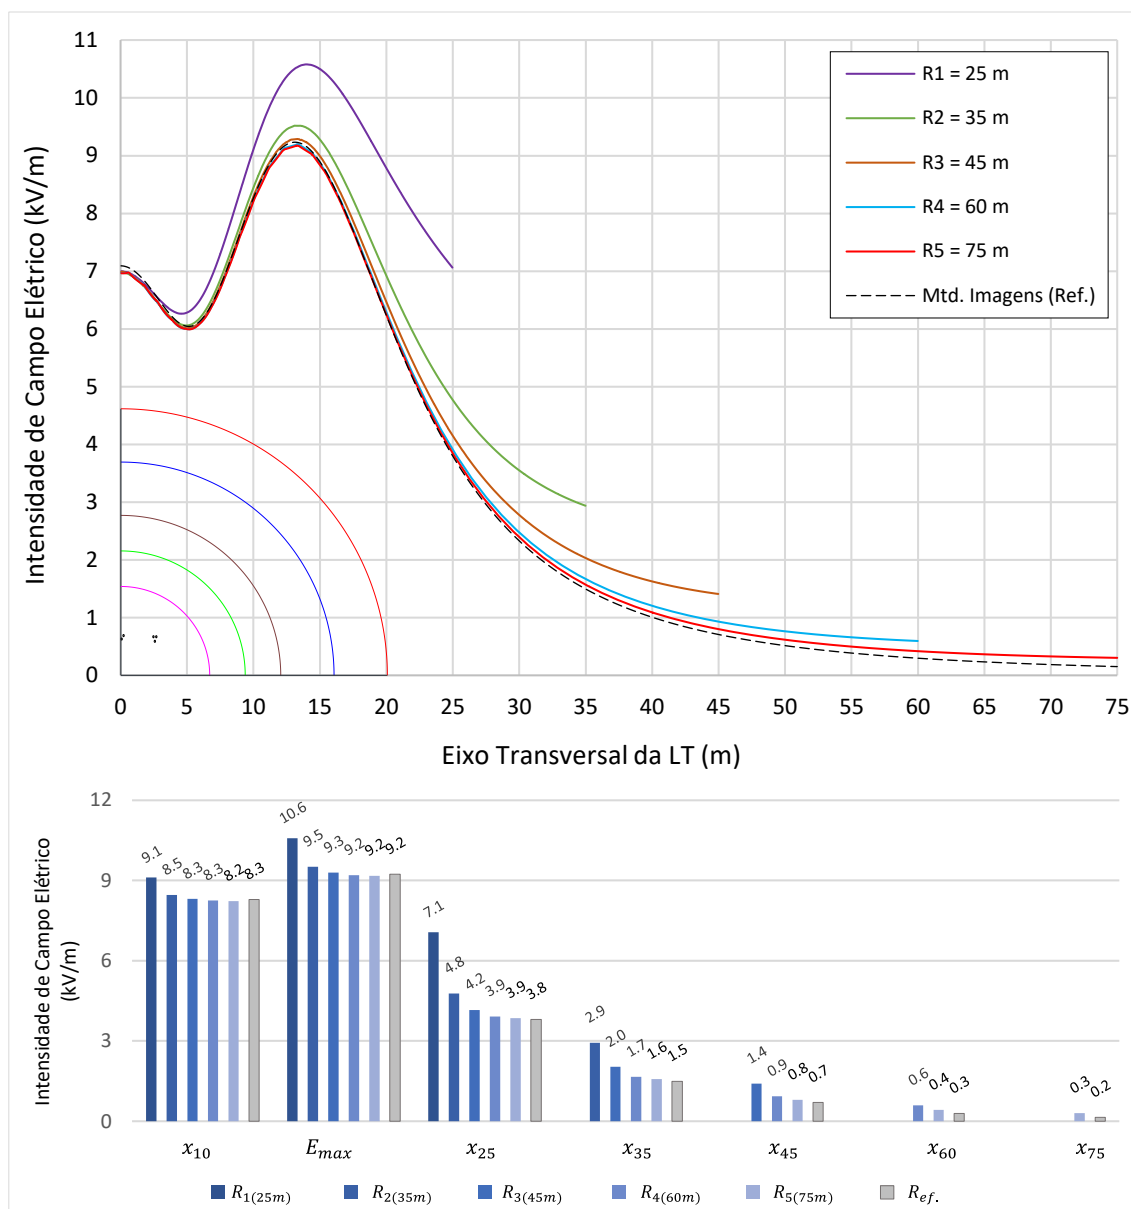 Intensidade de Campo Elétrico (kV/m)
11
10
9
8
7
6
5
4
3
2
1
0
R1 = 25 m
R2 = 35 m
R3 = 45 m
R4 = 60 m
R5 = 75 m
Mtd. Imagens (Ref.)
0 5 10 15 20 25 30 35 40 45 50 55 60 65 70 75
Eixo Transversal da LT (m)
Intensidade de Campo Elétrico
(kV/m)
12
9
6
3
0
9.1 8.5 8.3 8.3 8.2 8.3
10.6 9.5 9.3 9.2 9.2 9.2
7.1 4.8 4.2 3.9 3.9 3.8
2.9 2.0 1.7 1.6 1.5
1.4 0.9 0.8 0.7
0.6 0.4 0.3
0.3 0.2
x10 Emax x25 x35 x45 x60 x75
R1(25m) R2(35m) R3(45m) R4(60m) R5(75m) Ref.